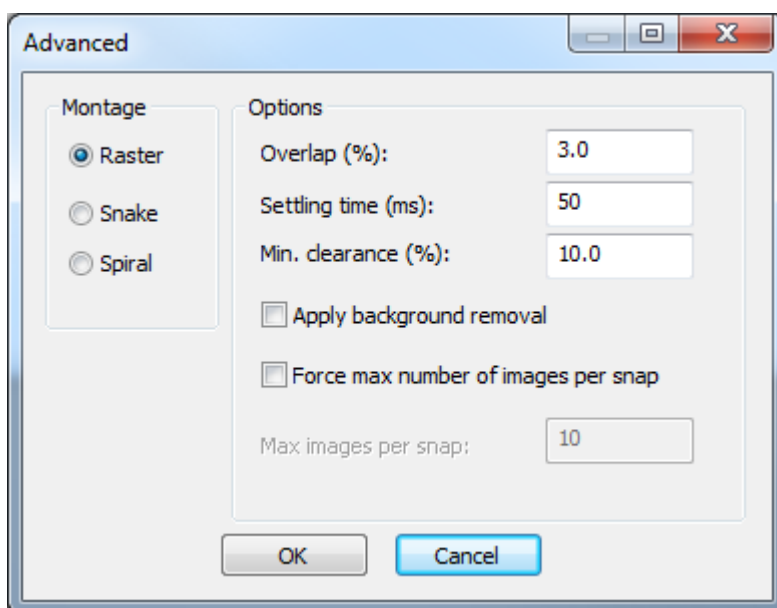 Advanced
Montage
Raster
Snake
Spiral
Options
Overlap (%): 3.0
Settling time (ms): 50
Min. clearance (%): 10.0
Apply background removal
Force max number of images per snap
Max images per snap: 10
OK Cancel